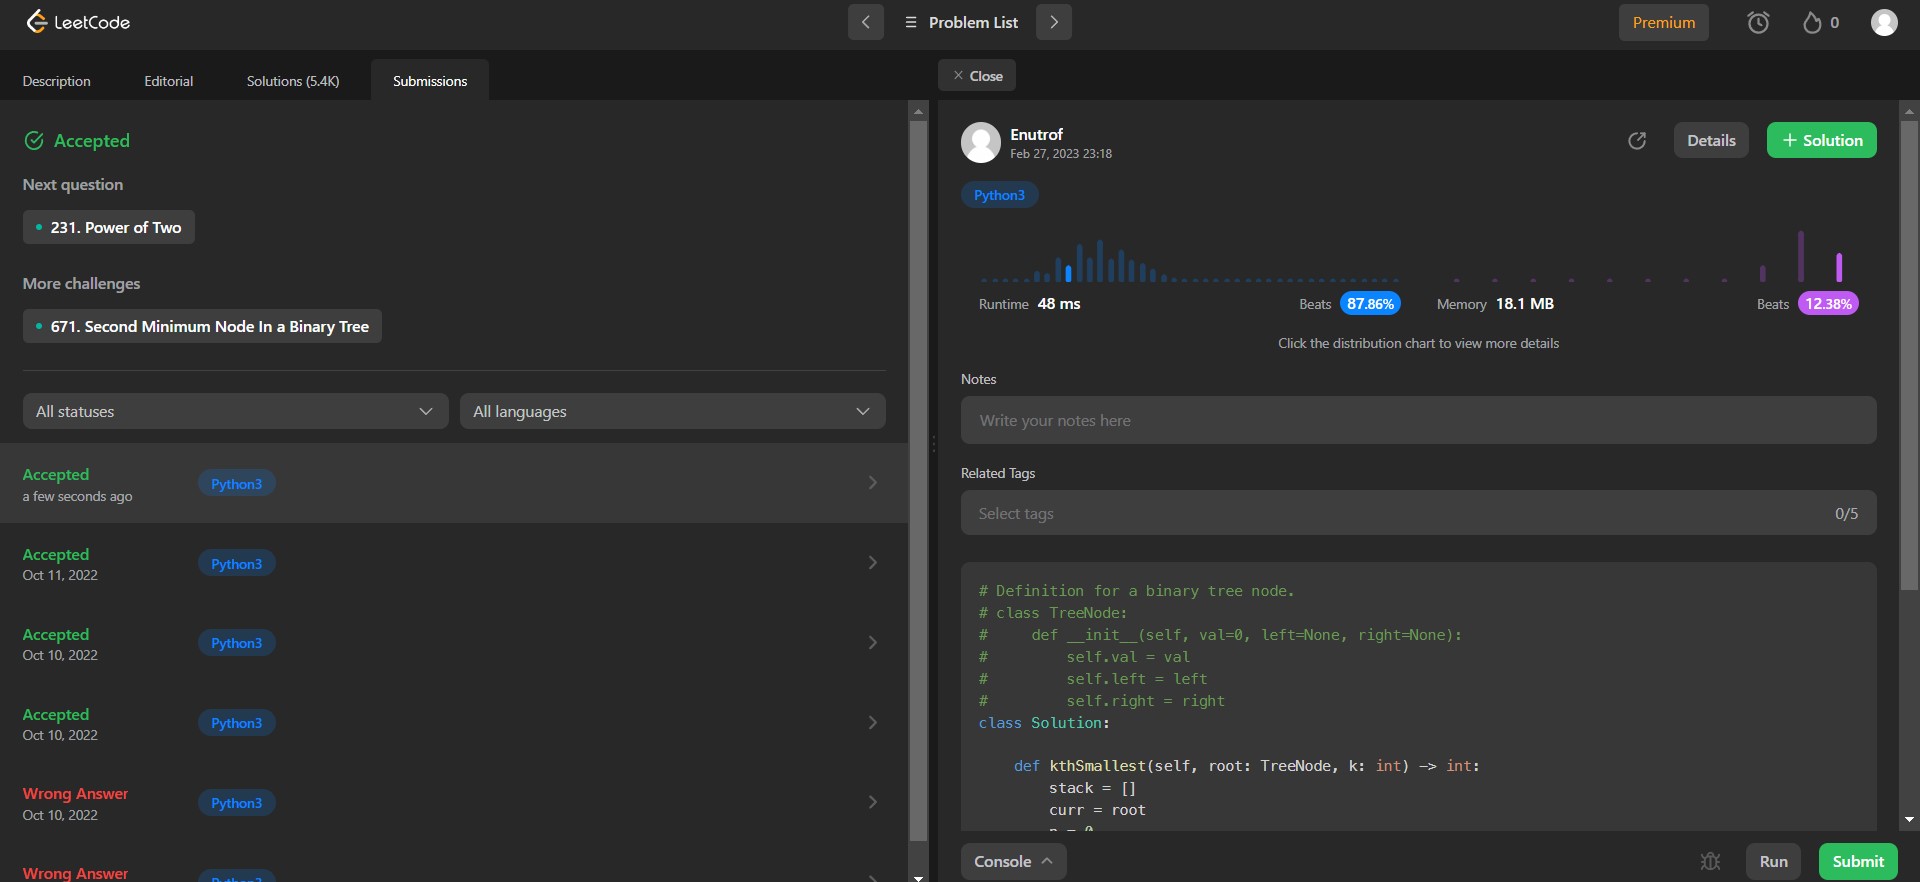 LeetCode
Problem List
Premium
0
Description
Editorial
Solutions (5.4K)
Submissions
Close
Accepted
Next question
231. Power of Two
More challenges
671. Second Minimum Node In a Binary Tree
All statuses
All languages
Accepted
a few seconds ago
Python3
Accepted
Oct 11, 2022
Python3
Accepted
Oct 10, 2022
Python3
Accepted
Oct 10, 2022
Python3
Wrong Answer
Oct 10, 2022
Python3
Wrong Answer
Python3
Enutrof
Feb 27, 2023 23:18
Details
+ Solution
Python3
Runtime 48 ms
Beats 87.86%
Memory 18.1 MB
Beats 12.38%
Click the distribution chart to view more details
Notes
Write your notes here
Related Tags
Select tags
0/5
# Definition for a binary tree node.
# class TreeNode:
#     def __init__(self, val=0, left=None, right=None):
#         self.val = val
#         self.left = left
#         self.right = right
class Solution:
    def kthSmallest(self, root: TreeNode, k: int) -> int:
        stack = []
        curr = root
Console
Run
Submit